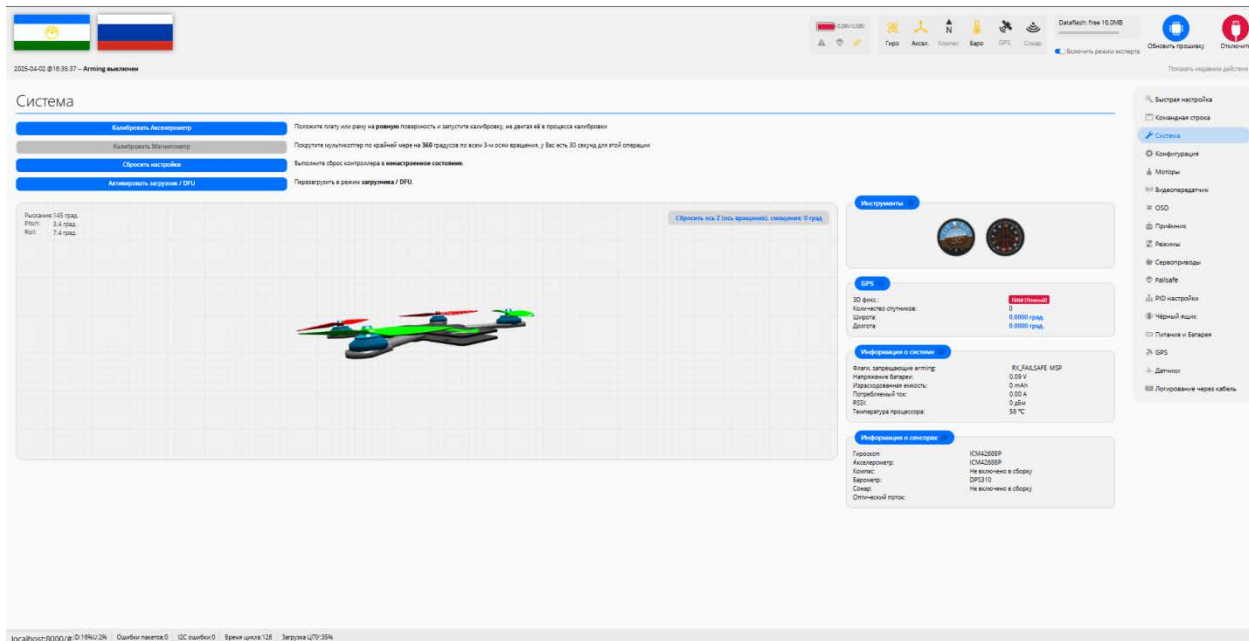 0.09V (USB)
Гиро Аксел. Компас Баро GPS Сонар
N
Dataflash: free 16.0MB
Включить режим эксперта
Обновить прошивку
Отключить
2025-04-02 @16:35:37 -- Arming выключен
Показать недавние действия
Система
Калибровать Акселерометр
Положите плату или раму на ровную поверхность и запустите калибровку, не двигая её в процессе калибровки
Калибровать Магнитометр
Покрутите мультикоптер по крайней мере на 360 градусов по всем 3-м осям вращения, у Вас есть 30 секунд для этой операции
Сбросить настройки
Выполните сброс контроллера в ненастроенное состояние.
Активировать загрузчик / DFU
Перезагрузить в режим загрузчика / DFU.
Рыскание: 145 град.
Pitch: 3.4 град.
Roll: 7.4 град.
Сбросить ось Z (ось вращения), смещение: 0 град
Инструменты
GPS
3D фикс.:
Количество спутников: 0
Широта: 0.0000 град.
Долгота: 0.0000 град.
Информация о системе
Флаги, запрещающие arming: RX_FAILSAFE MSP
Напряжение батареи: 0.09 V
Израсходованная емкость: 0 mAh
Потребляемый ток: 0.00 A
RSSI: 0 дБм
Температура процессора: 58 °C
Информация о сенсорах
Гироскоп: ICM42688P
Акселерометр: ICM42688P
Компас: Не включено в сборку
Барометр: DPS310
Сонар: Не включено в сборку
Оптический поток:
Быстрая настройка
Командная строка
Система
Конфигурация
Моторы
Видеопередатчик
OSD
Приёмник
Режимы
Сервоприводы
Failsafe
PID настройки
Чёрный ящик
Питание и Батарея
GPS
Датчики
Логирование через кабель
localhost:8000/# D:16%U:2% Ошибки пакетов:0 I2C ошибки:0 Время цикла:126 Загрузка ЦПУ:35%